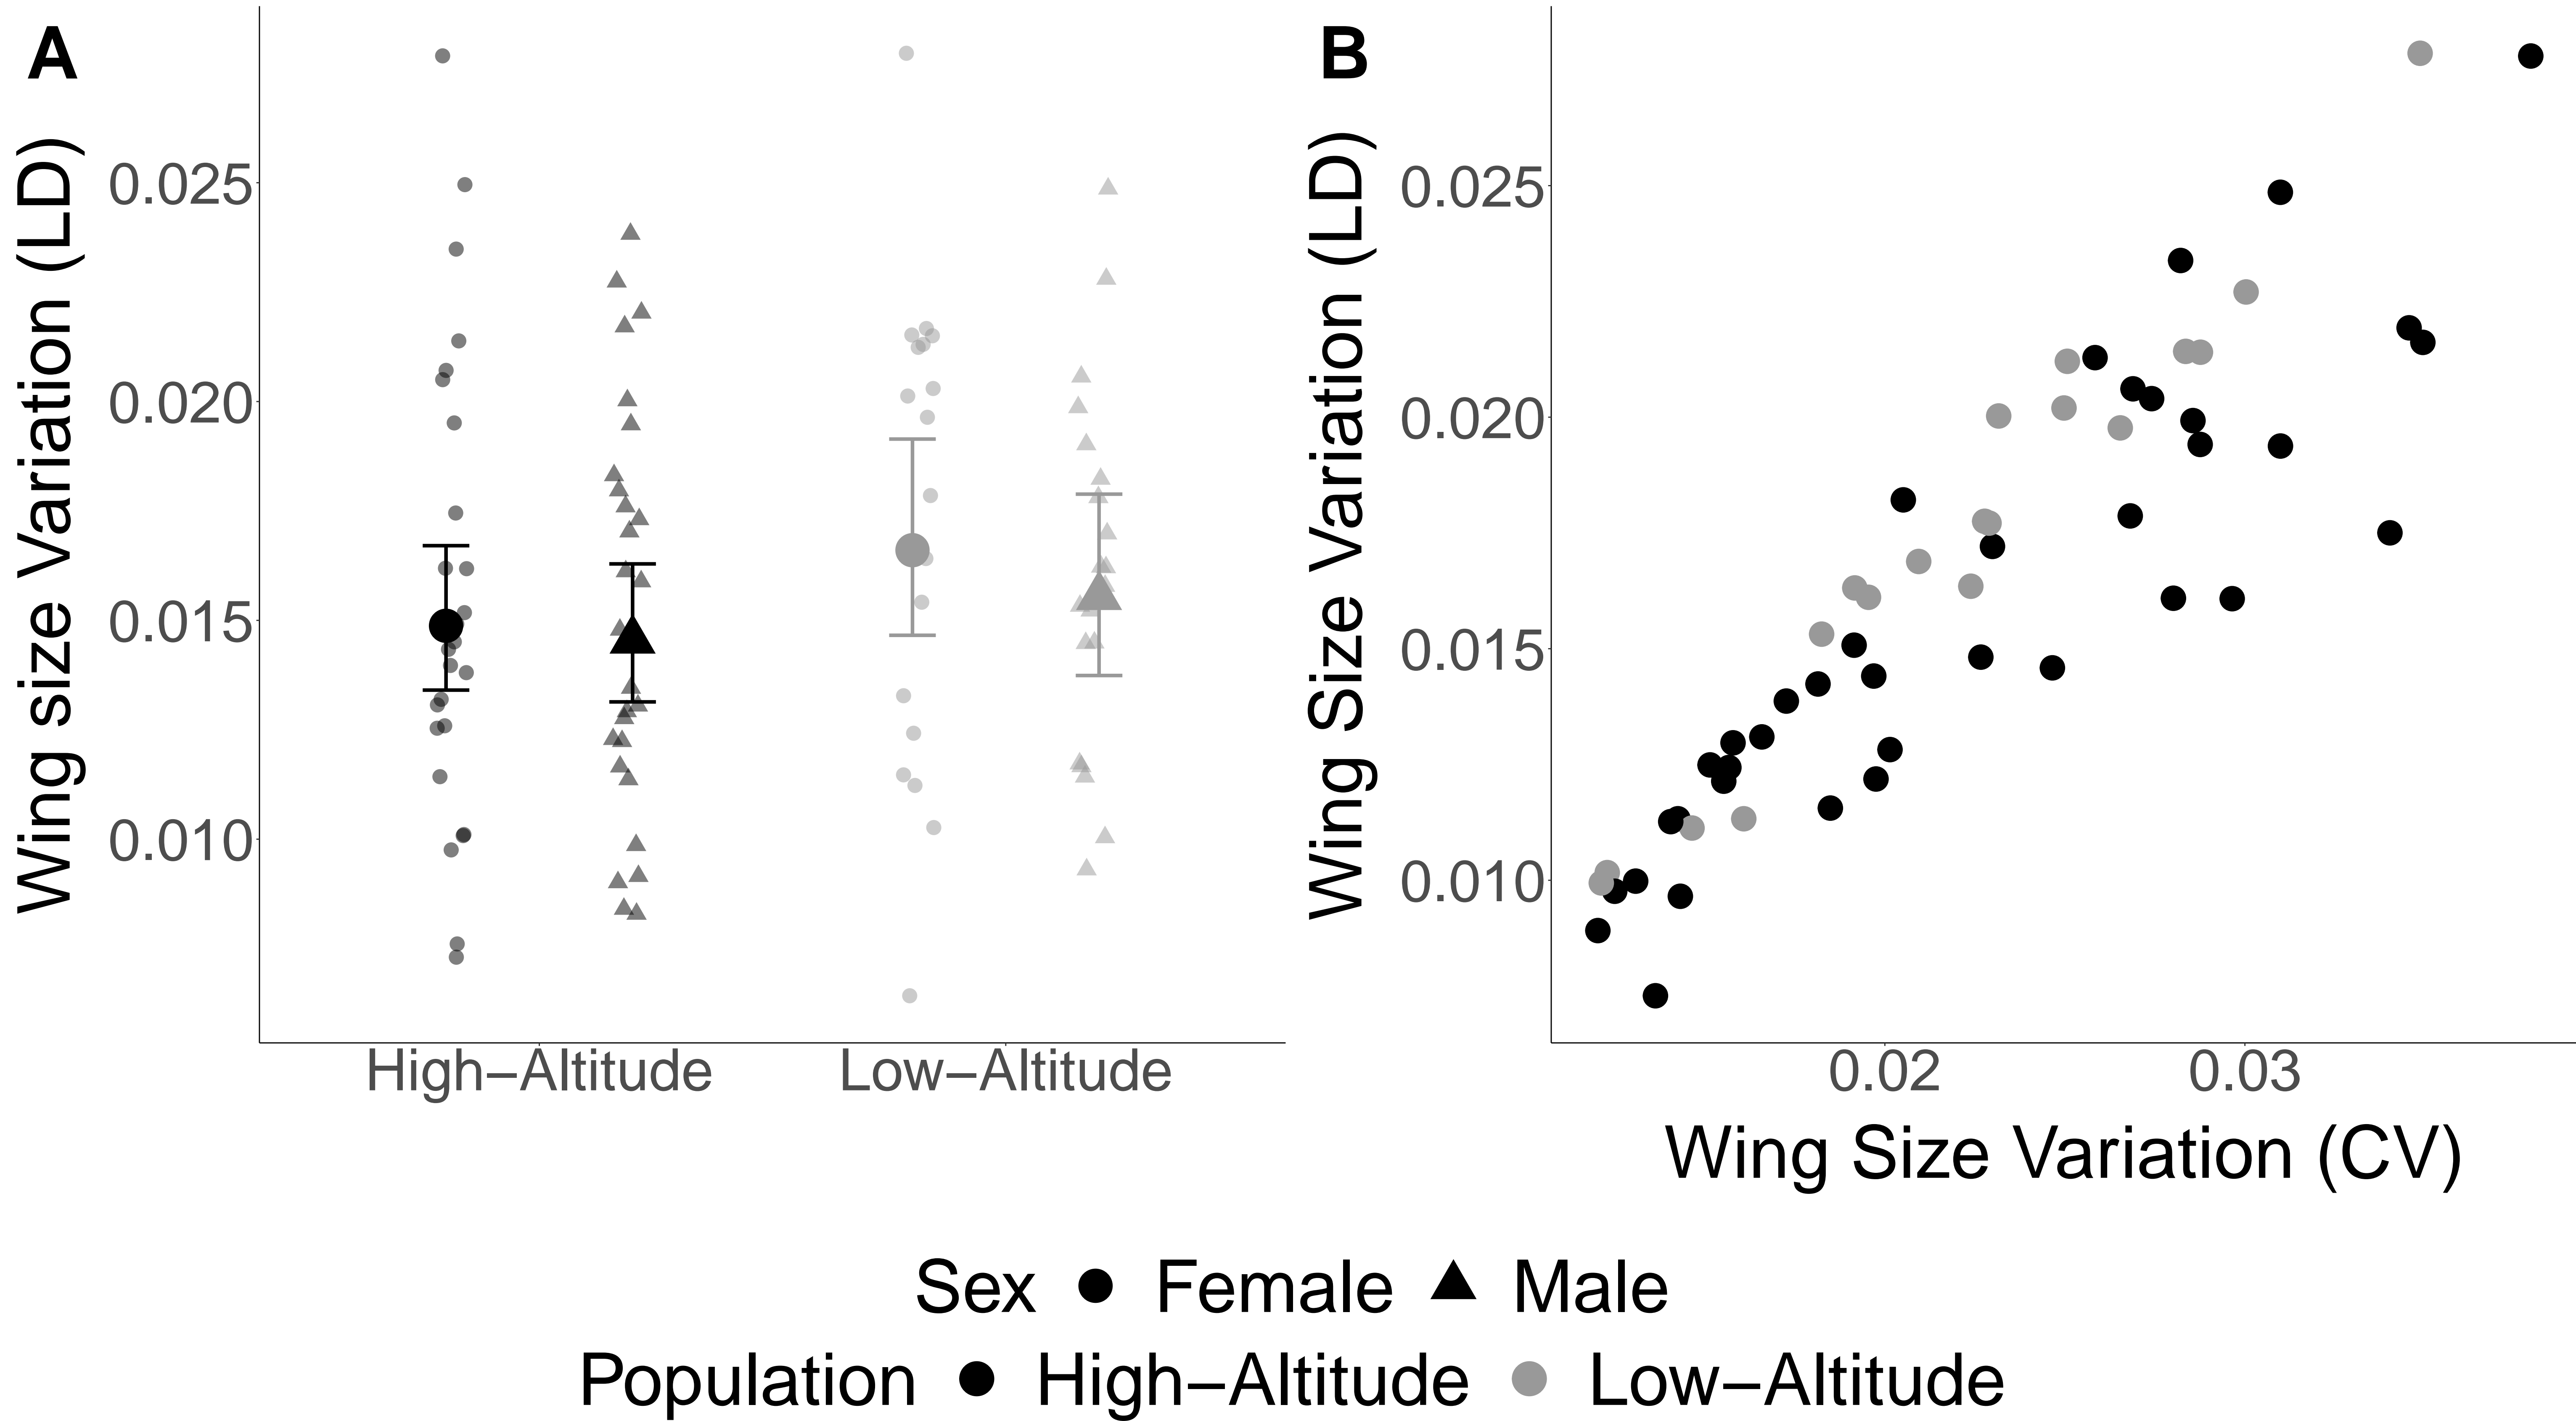 A
Wing size Variation (LD)
0.025
0.020
0.015
0.010
High–Altitude Low–Altitude
B
Wing Size Variation (LD)
0.025
0.020
0.015
0.010
0.02 0.03
Wing Size Variation (CV)
Sex Female Male
Population High–Altitude Low–Altitude